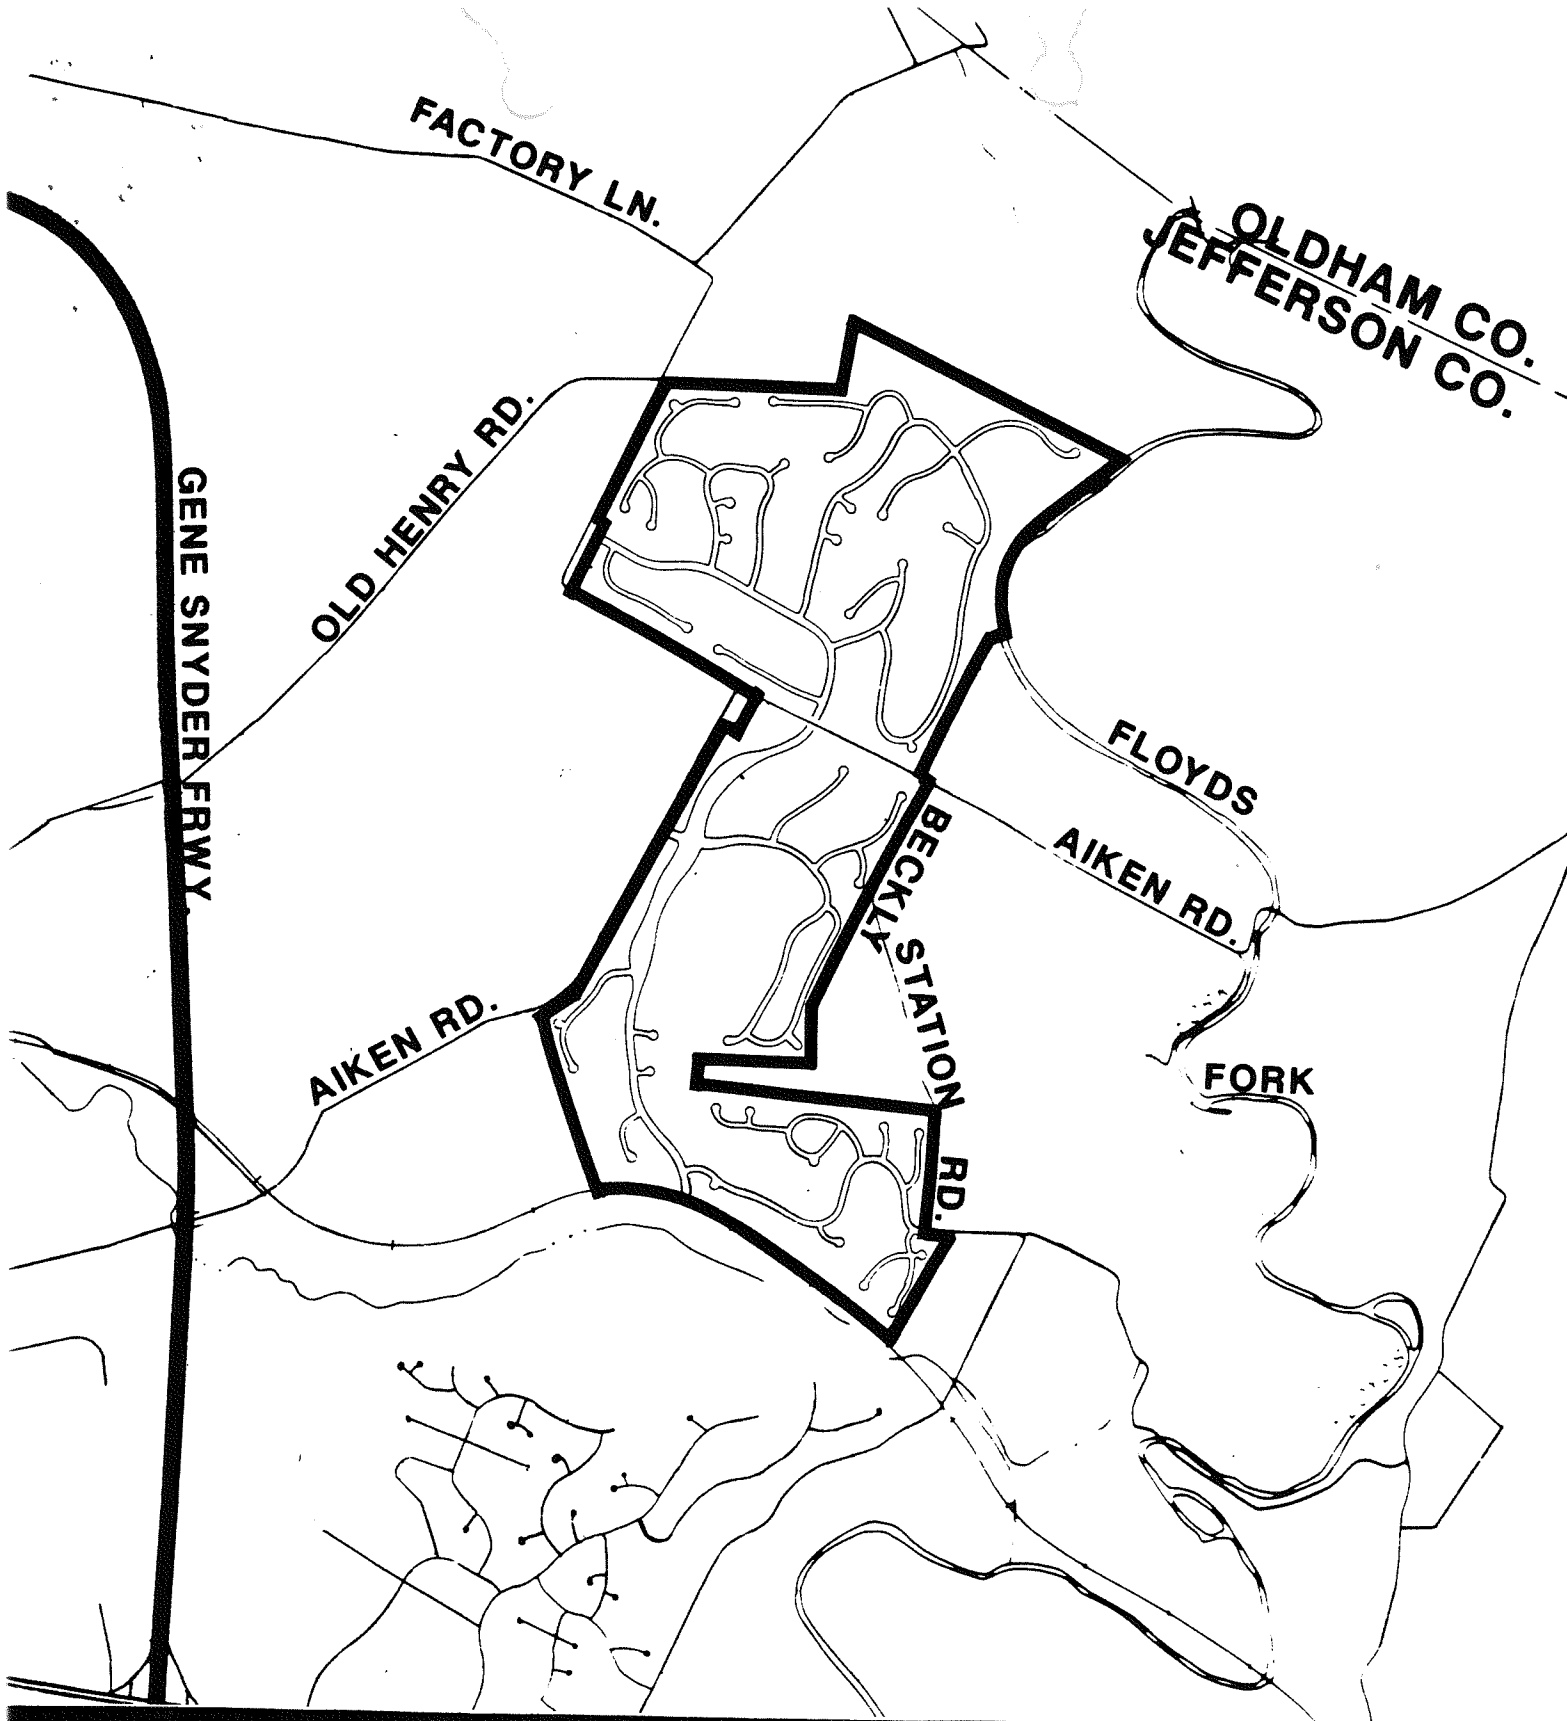 FACTORY LN.
OLDHAM CO.
JEFFERSON CO.
OLD HENRY RD.
GENE SNYDER FRWY.
FLOYDS
AIKEN RD.
BECKLY STATION RD.
AIKEN RD.
FORK